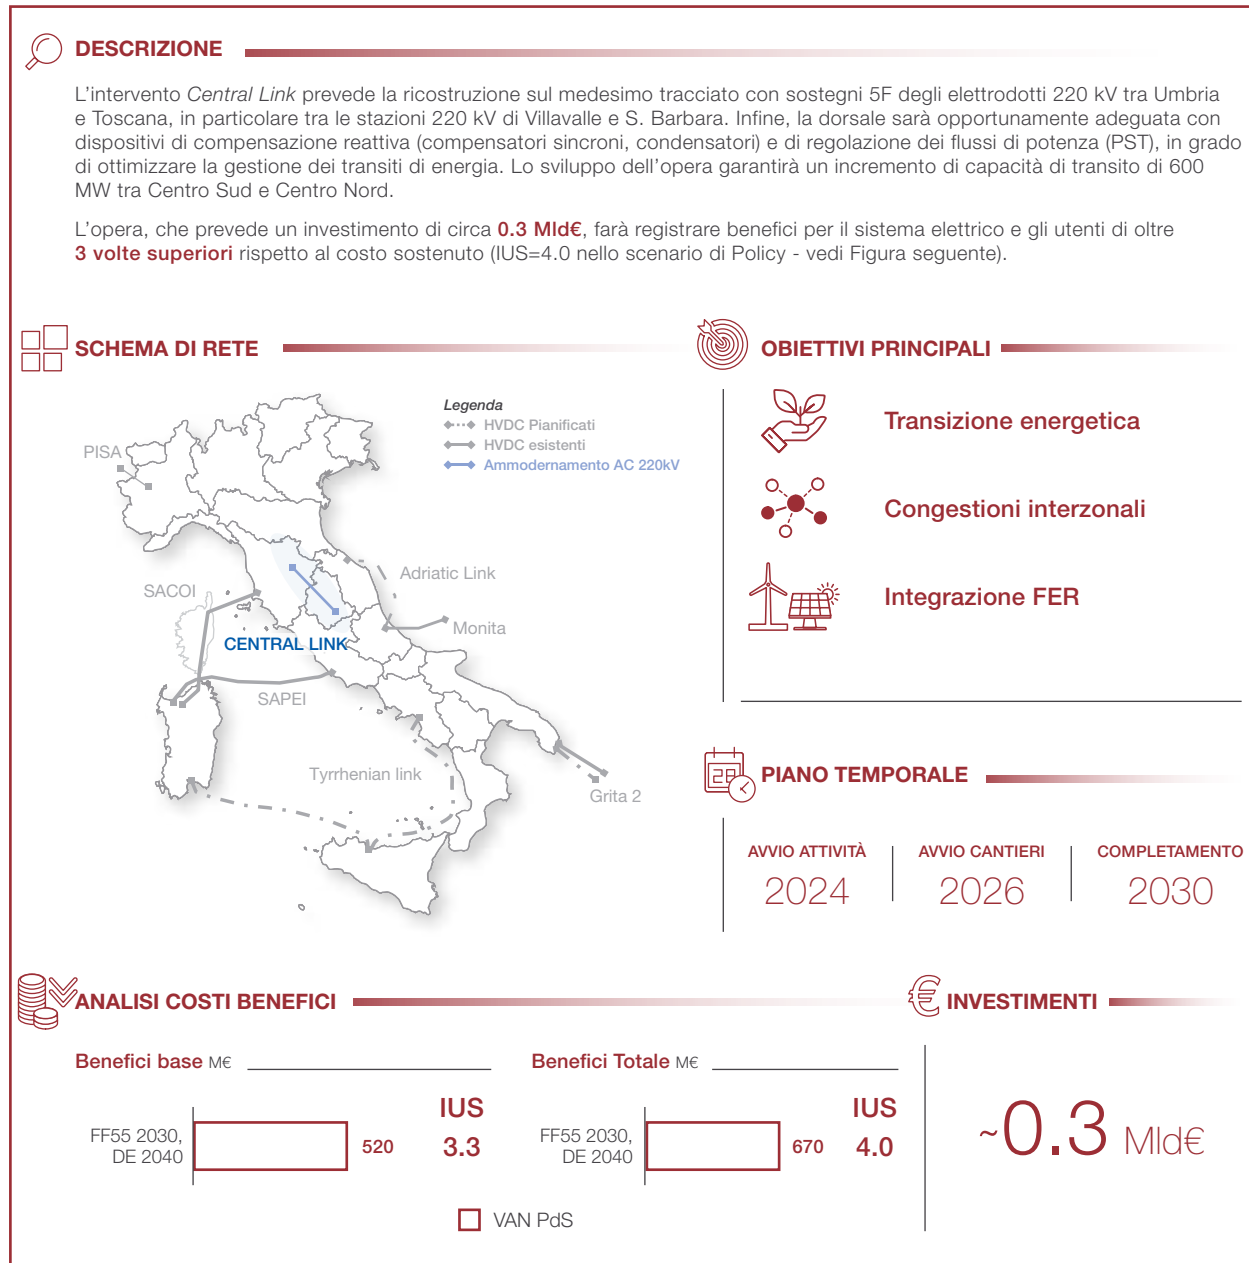 DESCRIZIONE
L'intervento Central Link prevede la ricostruzione sul medesimo tracciato con sostegni 5F degli elettrodotti 220 kV tra Umbria
e Toscana, in particolare tra le stazioni 220 kV di Villavalle e S. Barbara. Infine, la dorsale sarà opportunamente adeguata con
dispositivi di compensazione reattiva (compensatori sincroni, condensatori) e di regolazione dei flussi di potenza (PST), in grado
di ottimizzare la gestione dei transiti di energia. Lo sviluppo dell'opera garantirà un incremento di capacità di transito di 600
MW tra Centro Sud e Centro Nord.
L'opera, che prevede un investimento di circa 0.3 Mld€, farà registrare benefici per il sistema elettrico e gli utenti di oltre
3 volte superiori rispetto al costo sostenuto (IUS=4.0 nello scenario di Policy - vedi Figura seguente).
SCHEMA DI RETE
Legenda
HVDC Pianificati
HVDC esistenti
Ammodernamento AC 220kV
PISA
SACOI
Adriatic Link
Monita
CENTRAL LINK
SAPEI
Tyrrhenian link
Grita 2
OBIETTIVI PRINCIPALI
Transizione energetica
Congestioni interzonali
Integrazione FER
PIANO TEMPORALE
AVVIO ATTIVITÀ
2024
AVVIO CANTIERI
2026
COMPLETAMENTO
2030
ANALISI COSTI BENEFICI
Benefici base M€
IUS
FF55 2030,
DE 2040
520
3.3
Benefici Totale M€
IUS
FF55 2030,
DE 2040
670
4.0
VAN PdS
INVESTIMENTI
~0.3 Mld€